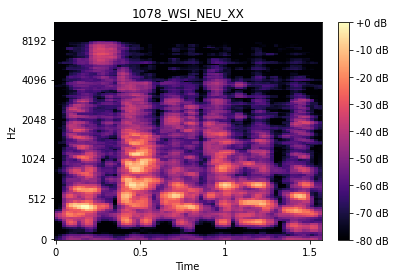 1078_WSI_NEU_XX
+0 dB
8192
-10 dB
4096
-20 dB
-30 dB
2048
Hz
-40 dB
1024
-50 dB
512
-60 dB
-70 dB
0
-80 dB
0 0.5 1 1.5
Time